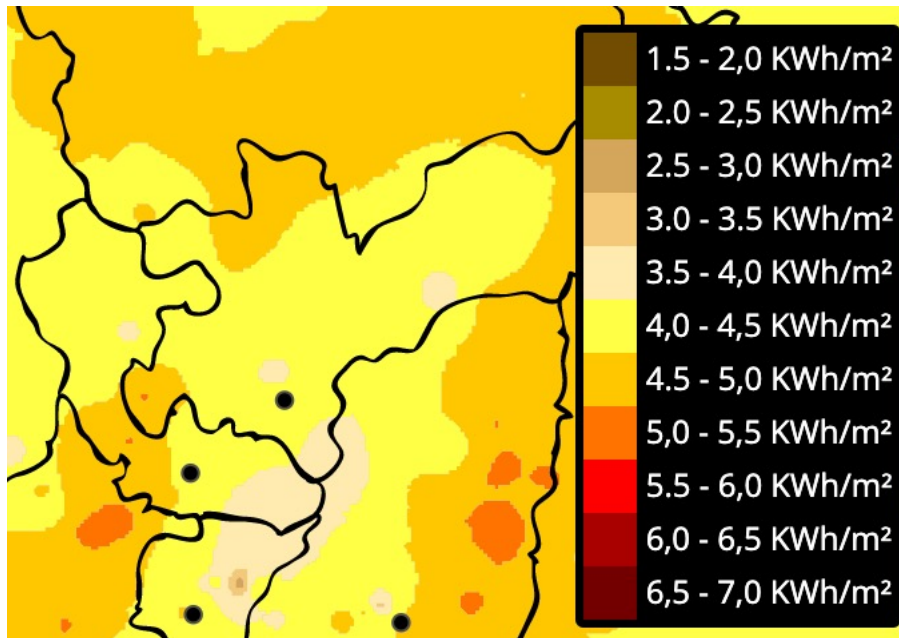 1.5 - 2,0 KWh/m²
2.0 - 2,5 KWh/m²
2.5 - 3,0 KWh/m²
3.0 - 3.5 KWh/m²
3.5 - 4,0 KWh/m²
4,0 - 4,5 KWh/m²
4.5 - 5,0 KWh/m²
5,0 - 5,5 KWh/m²
5.5 - 6,0 KWh/m²
6,0 - 6,5 KWh/m²
6,5 - 7,0 KWh/m²